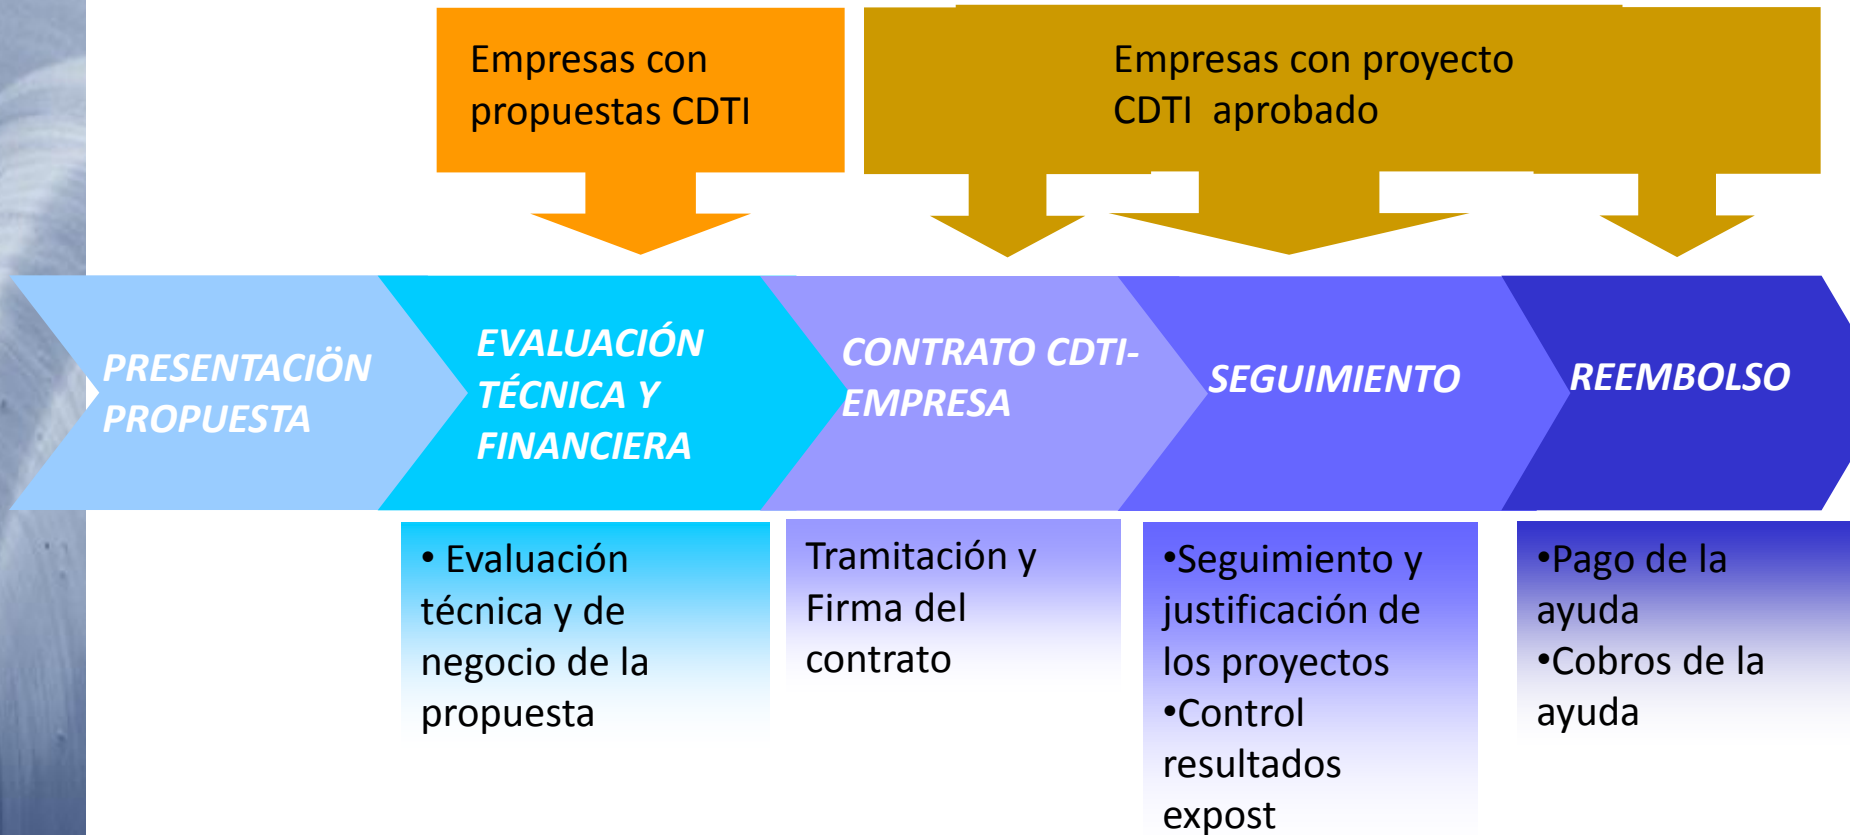 Empresas con
propuestas CDTI
Empresas con proyecto
CDTI  aprobado
PRESENTACIÖN
PROPUESTA
EVALUACIÓN
TÉCNICA Y
FINANCIERA
CONTRATO CDTI-
EMPRESA
SEGUIMIENTO
REEMBOLSO
• Evaluación
técnica y de
negocio de la
propuesta
Tramitación y
Firma del
contrato
•Seguimiento y
justificación de
los proyectos
•Control
resultados
expost
•Pago de la
ayuda
•Cobros de la
ayuda